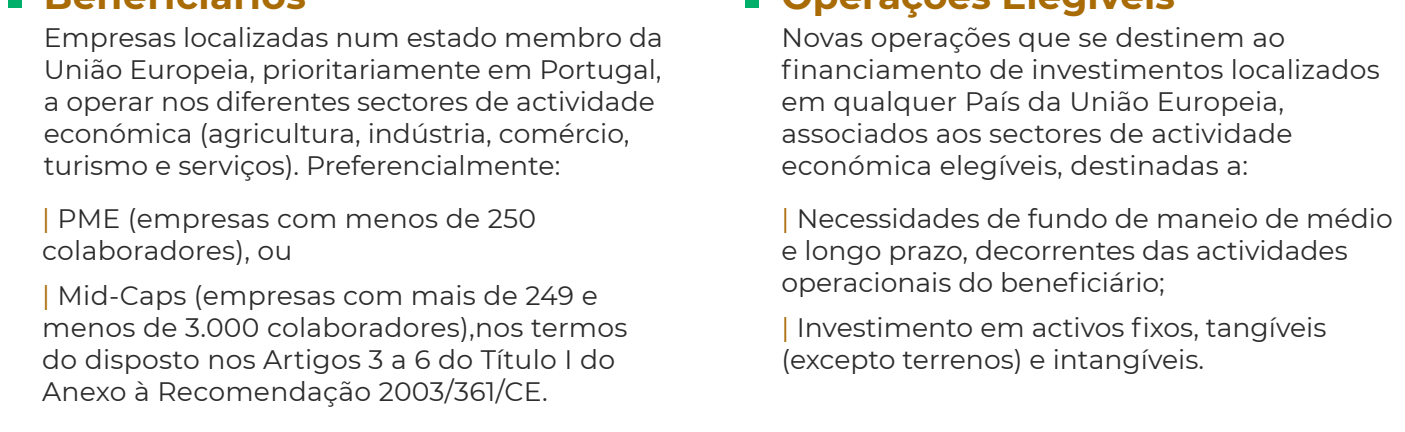 Beneficiários
Empresas localizadas num estado membro da
União Europeia, prioritariamente em Portugal,
a operar nos diferentes sectores de actividade
económica (agricultura, indústria, comércio,
turismo e serviços). Preferencialmente:
| PME (empresas com menos de 250
colaboradores), ou
| Mid-Caps (empresas com mais de 249 e
menos de 3.000 colaboradores),nos termos
do disposto nos Artigos 3 a 6 do Título I do
Anexo à Recomendação 2003/361/CE.
Operações Elegíveis
Novas operações que se destinem ao
financiamento de investimentos localizados
em qualquer País da União Europeia,
associados aos sectores de actividade
económica elegíveis, destinadas a:
| Necessidades de fundo de maneio de médio
e longo prazo, decorrentes das actividades
operacionais do beneficiário;
| Investimento em activos fixos, tangíveis
(excepto terrenos) e intangíveis.